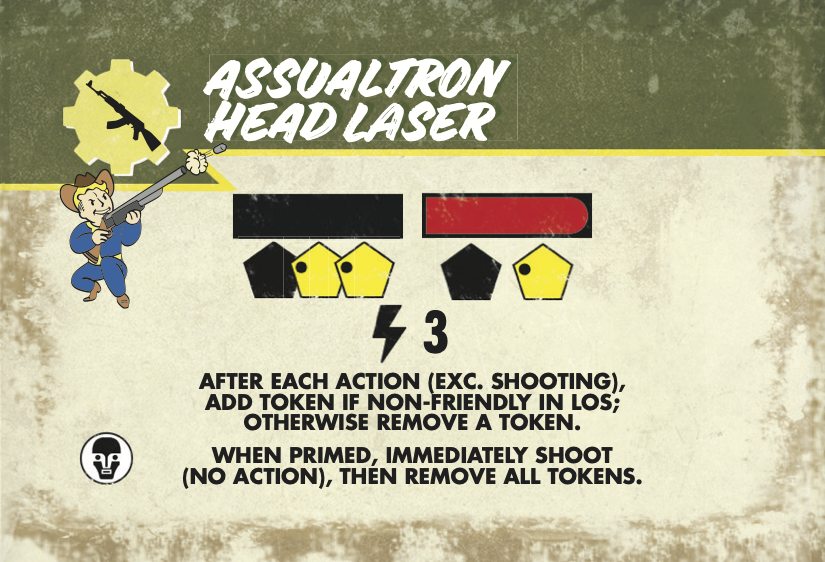 ASSUALTRON
HEAD LASER
3
AFTER EACH ACTION (EXC. SHOOTING),
ADD TOKEN IF NON-FRIENDLY IN LOS;
OTHERWISE REMOVE A TOKEN.
WHEN PRIMED, IMMEDIATELY SHOOT
(NO ACTION), THEN REMOVE ALL TOKENS.